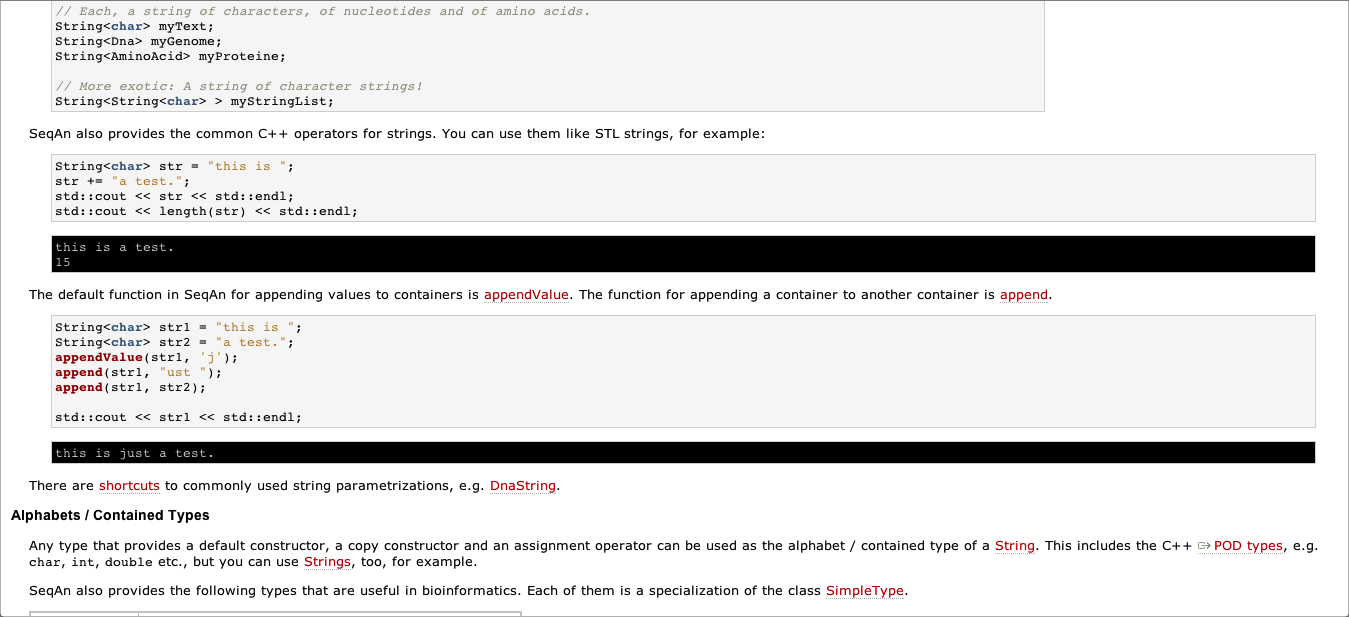 // Each, a string of characters, of nucleotides and of amino acids.
String<char> myText;
String<Dna> myGenome;
String<AminoAcid> myProteine;
// More exotic: A string of character strings!
String<String<char> > myStringList;
SeqAn also provides the common C++ operators for strings. You can use them like STL strings, for example:
String<char> str = "this is ";
str += "a test.";
std::cout << str << std::endl;
std::cout << length(str) << std::endl;
this is a test.
15
The default function in SeqAn for appending values to containers is appendValue. The function for appending a container to another container is append.
String<char> str1 = "this is ";
String<char> str2 = "a test.";
appendValue(str1, 'j');
append(str1, "ust ");
append(str1, str2);
std::cout << str1 << std::endl;
this is just a test.
There are shortcuts to commonly used string parametrizations, e.g. DnaString.
Alphabets / Contained Types
Any type that provides a default constructor, a copy constructor and an assignment operator can be used as the alphabet / contained type of a String. This includes the C++ POD types, e.g.
char, int, double etc., but you can use Strings, too, for example.
SeqAn also provides the following types that are useful in bioinformatics. Each of them is a specialization of the class SimpleType.